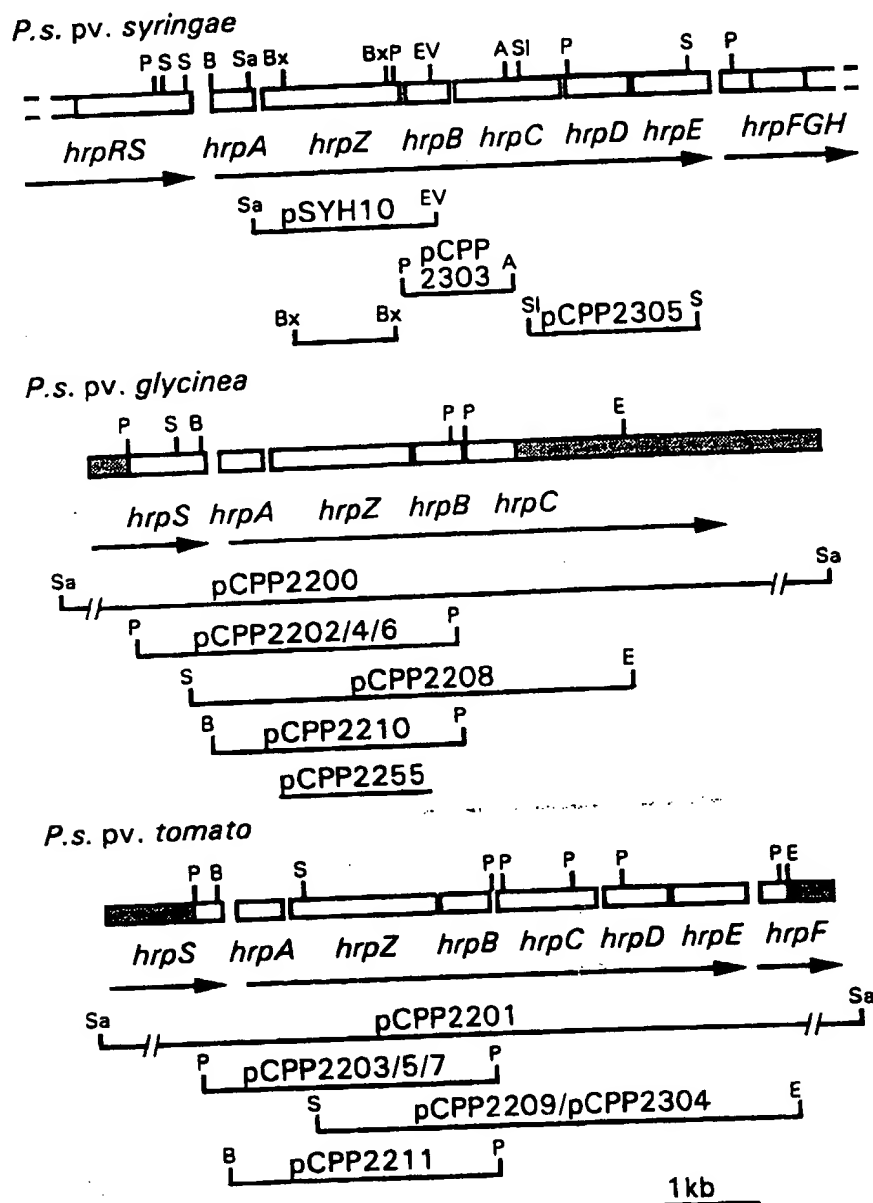 P.s. pv. syringae
P S S B Sa Bx BxP EV A SI P S P
hrpRS hrpA hrpZ hrpB hrpC hrpD hrpE hrpFGH
Sa pSYH10 EV
P pCPP A
2303
Bx Bx SI pCPP2305 S
P.s. pv. glycinea
P S B P P E
hrpS hrpA hrpZ hrpB hrpC
Sa pCPP2200 Sa
P pCPP2202/4/6 P
S pCPP2208 E
B pCPP2210 P
pCPP2255
P.s. pv. tomato
P B S P P P P P E
hrpS hrpA hrpZ hrpB hrpC hrpD hrpE hrpF
Sa pCPP2201 Sa
P pCPP2203/5/7 P
S pCPP2209/pCPP2304 E
B pCPP2211 P
1kb